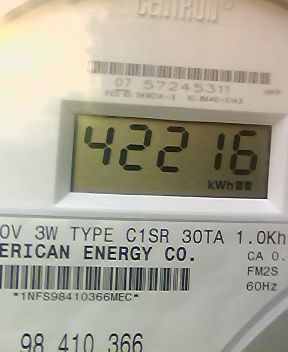 CENTRON®
07 57245311
42216
kWh
0V 3W TYPE C1SR 30TA 1.0Kh
ERICAN ENERGY CO.
CA 0.
FM2S
*1NFS98410366MEC*
60Hz
98 410 366